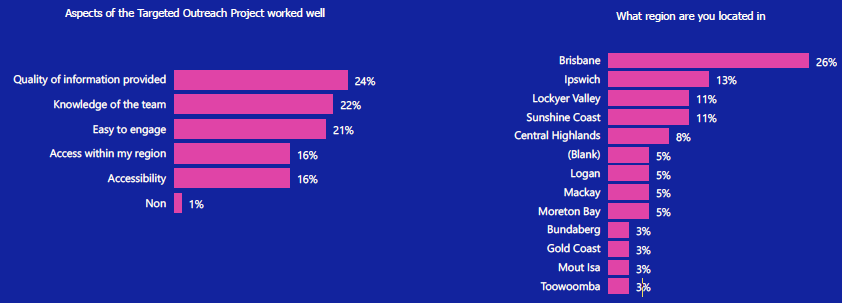 Aspects of the Targeted Outreach Project worked well
Quality of information provided 24%
Knowledge of the team 22%
Easy to engage 21%
Access within my region 16%
Accessibility 16%
Non 1%
What region are you located in
Brisbane 26%
Ipswich 13%
Lockyer Valley 11%
Sunshine Coast 11%
Central Highlands 8%
(Blank) 5%
Logan 5%
Mackay 5%
Moreton Bay 5%
Bundaberg 3%
Gold Coast 3%
Mout Isa 3%
Toowoomba 3%